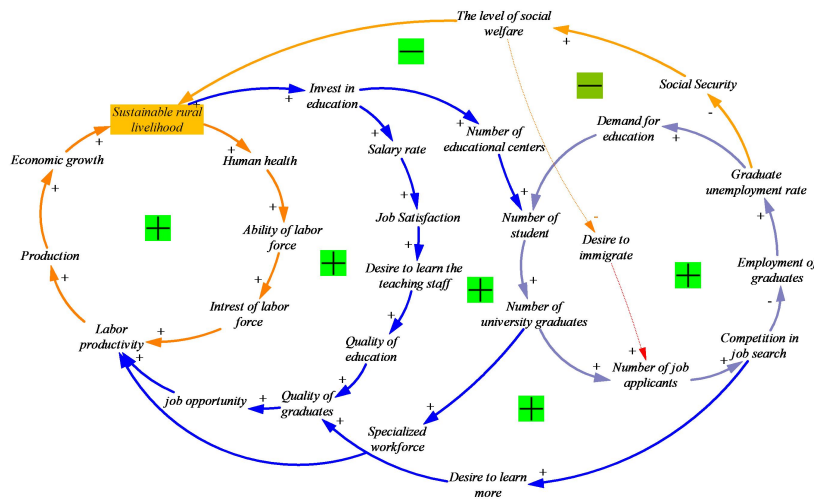 The level of social
welfare
+
Social Security
-
Invest in
education
+
+
Sustainable rural
livelihood
+
Number of
educational centers
+
Salary rate
+
Demand for
education
+
Economic growth
+
+
Human health
+
Graduate
unemployment rate
+
Job Satisfaction
+
Number of
student
+
Desire to
immigrate
-
Ability of labor
force
+
Production
+
Desire to learn the
teaching staff
+
Employment of
graduates
-
Intrest of labor
force
+
Number of
university graduates
+
Labor
productivity
+
+
Quality of
education
+
Competition in
job search
+
Number of job
applicants
+
+
job opportunity
+
Quality of
graduates
+
+
Specialized
workforce
+
Desire to learn
more
+